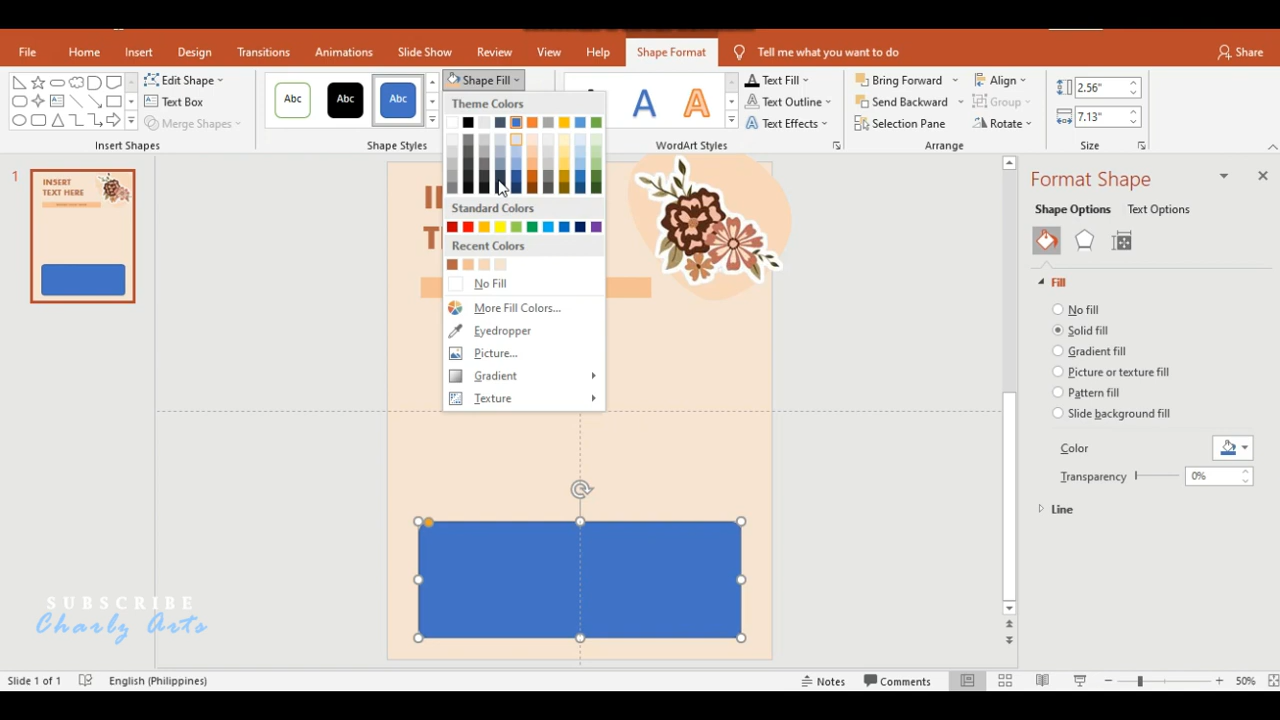 File Home Insert Design Transitions Animations Slide Show Review View Help Shape Format Tell me what you want to do Share
Edit Shape
Text Box
Merge Shapes
Insert Shapes
Abc Abc Abc
Shape Styles
Shape Fill
Theme Colors
Standard Colors
Recent Colors
No Fill
More Fill Colors...
Eyedropper
Picture...
Gradient
Texture
A A
Text Fill
Text Outline
Text Effects
WordArt Styles
Bring Forward
Send Backward
Selection Pane
Align
Group
Rotate
Arrange
2.56"
7.13"
Size
1
INSERT
TEXT HERE
Format Shape
Shape Options Text Options
Fill
No fill
Solid fill
Gradient fill
Picture or texture fill
Pattern fill
Slide background fill
Color
Transparency 0%
Line
SUBSCRIBE
Charly Arts
Slide 1 of 1 English (Philippines) Notes Comments 50%